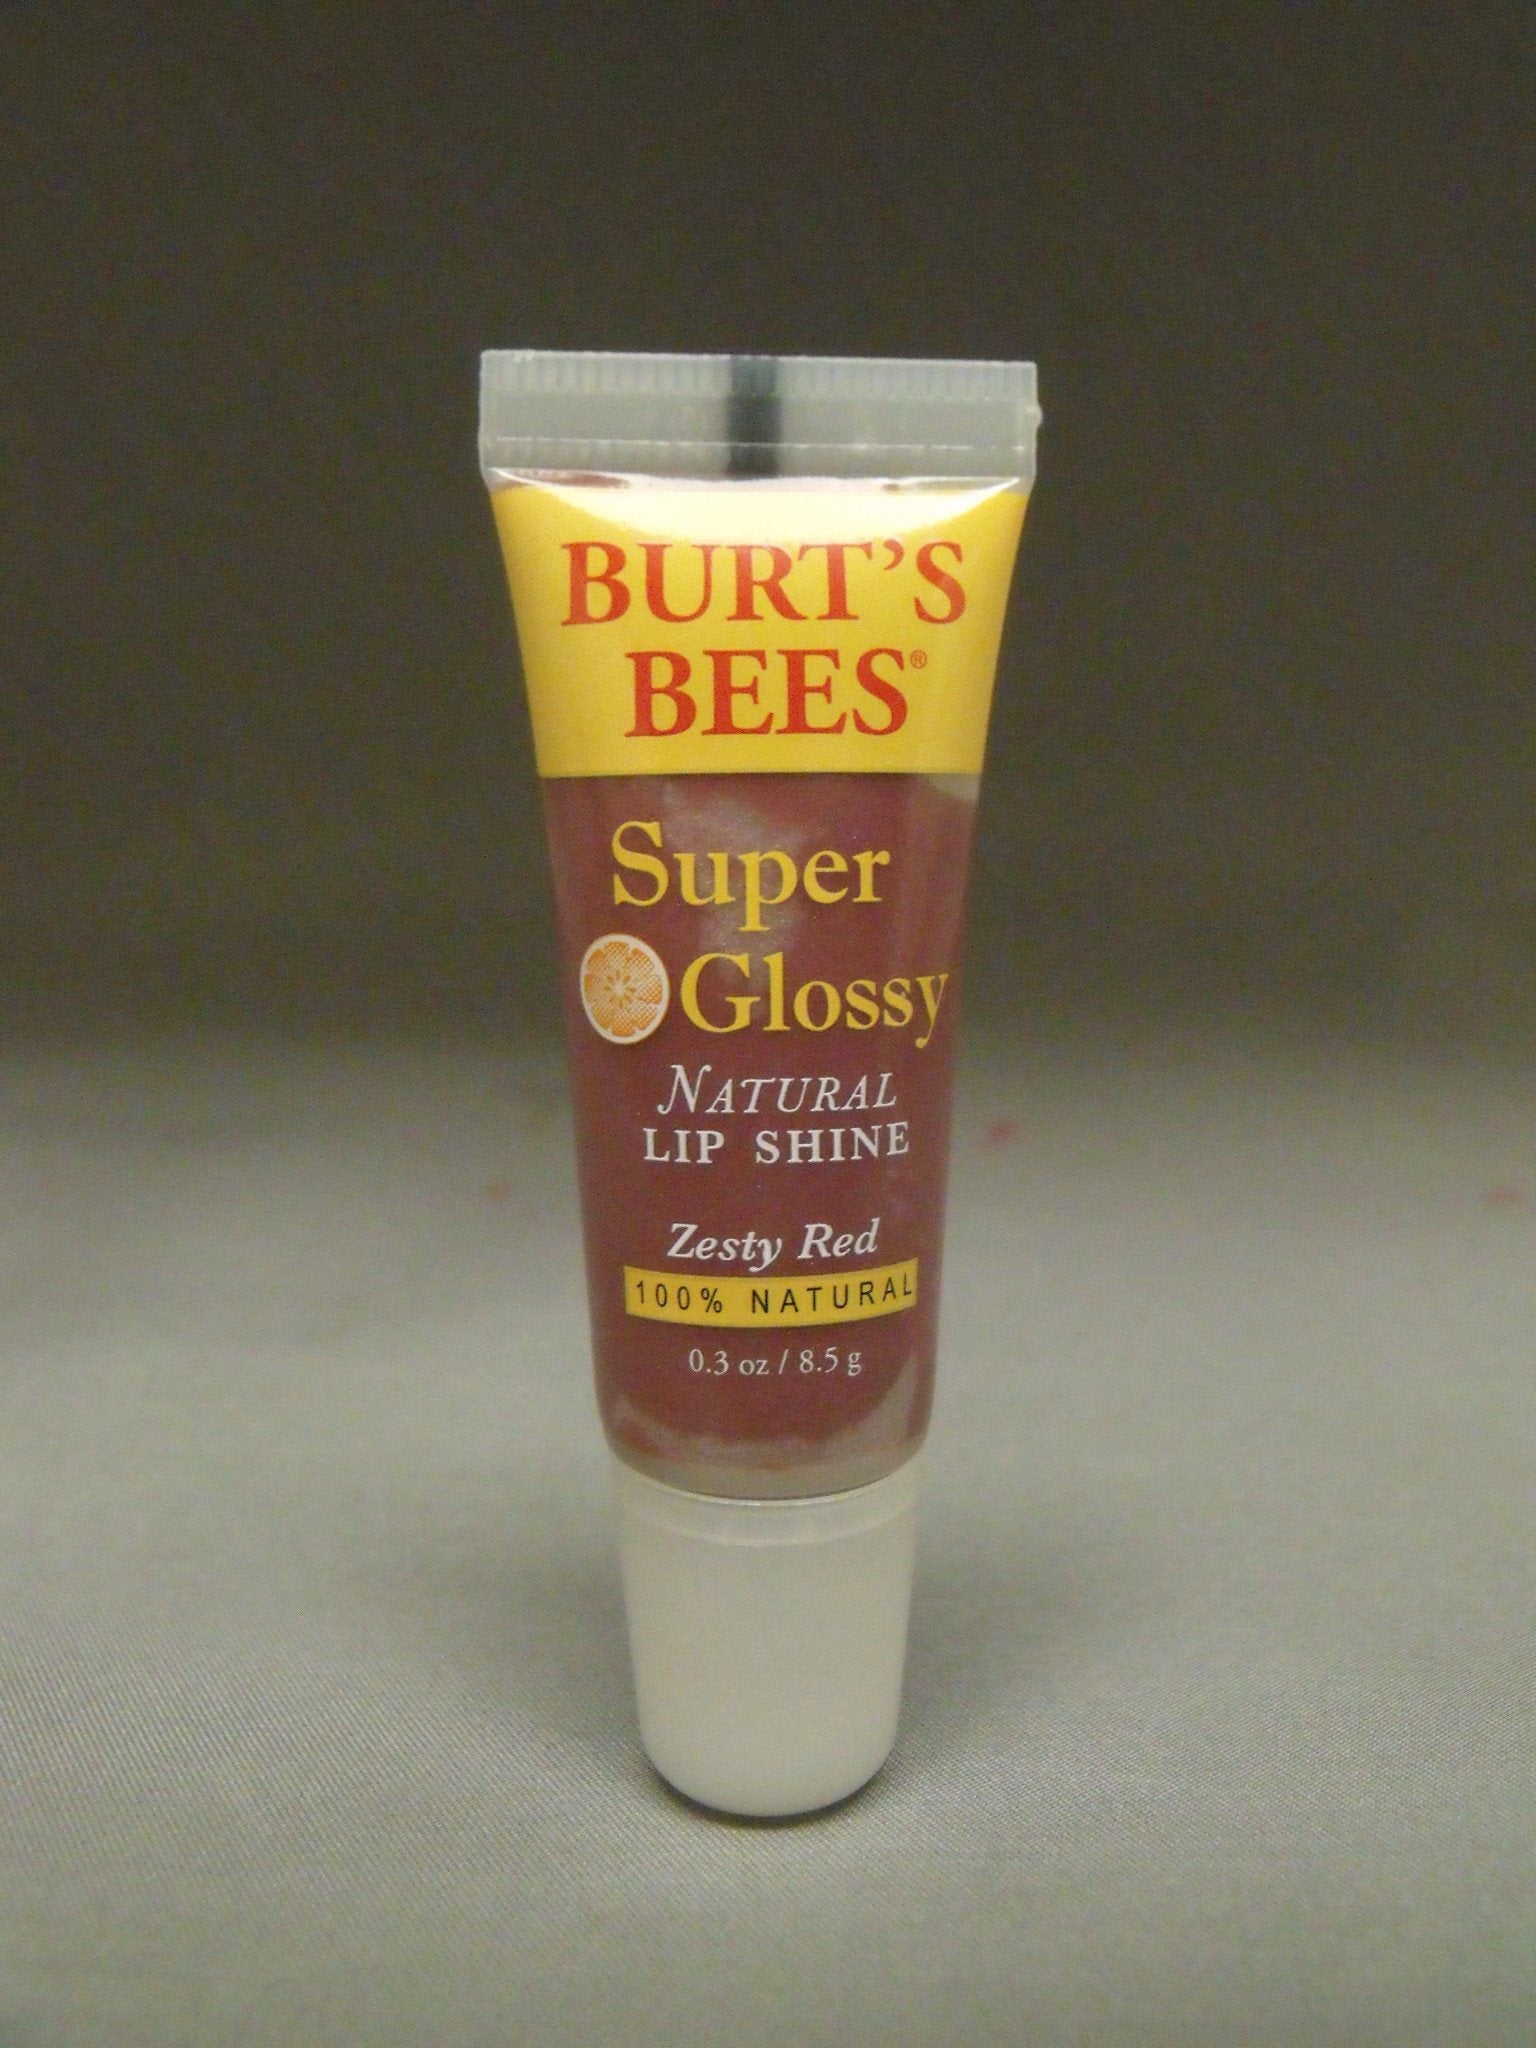 BURT'S
BEES®
Super
Glossy
NATURAL
LIP SHINE
Zesty Red
100% NATURAL
0.3 oz / 8.5 g